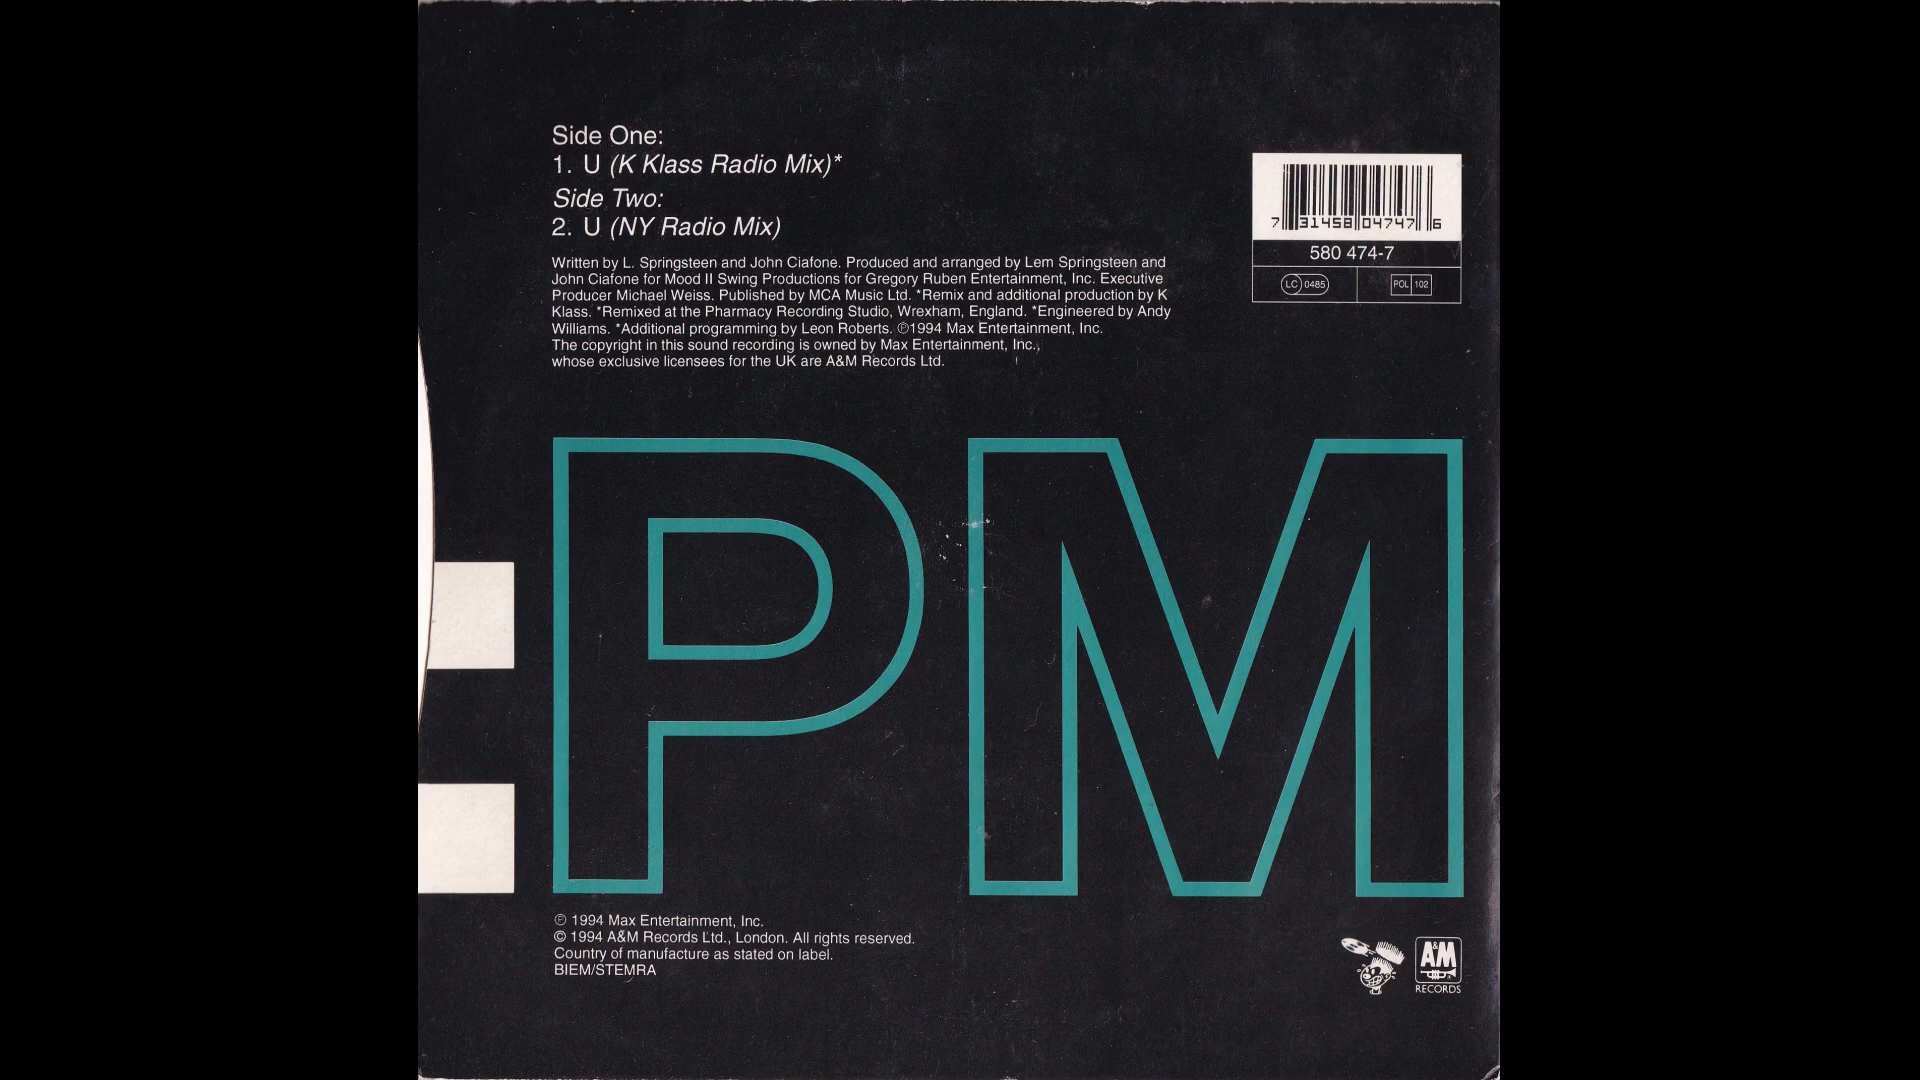 Side One:
1. U (K Klass Radio Mix)*
Side Two:
2. U (NY Radio Mix)
Written by L. Springsteen and John Ciafone. Produced and arranged by Lem Springsteen and
John Ciafone for Mood II Swing Productions for Gregory Ruben Entertainment, Inc. Executive
Producer Michael Weiss. Published by MCA Music Ltd. *Remix and additional production by K
Klass. *Remixed at the Pharmacy Recording Studio, Wrexham, England. *Engineered by Andy
Williams. *Additional programming by Leon Roberts. ℗1994 Max Entertainment, Inc.
The copyright in this sound recording is owned by Max Entertainment, Inc.,
whose exclusive licensees for the UK are A&M Records Ltd.
7 31458 04747 6
580 474-7
LC 0485
POL 102
:PM
℗ 1994 Max Entertainment, Inc.
© 1994 A&M Records Ltd., London. All rights reserved.
Country of manufacture as stated on label.
BIEM/STEMRA
A&M
RECORDS